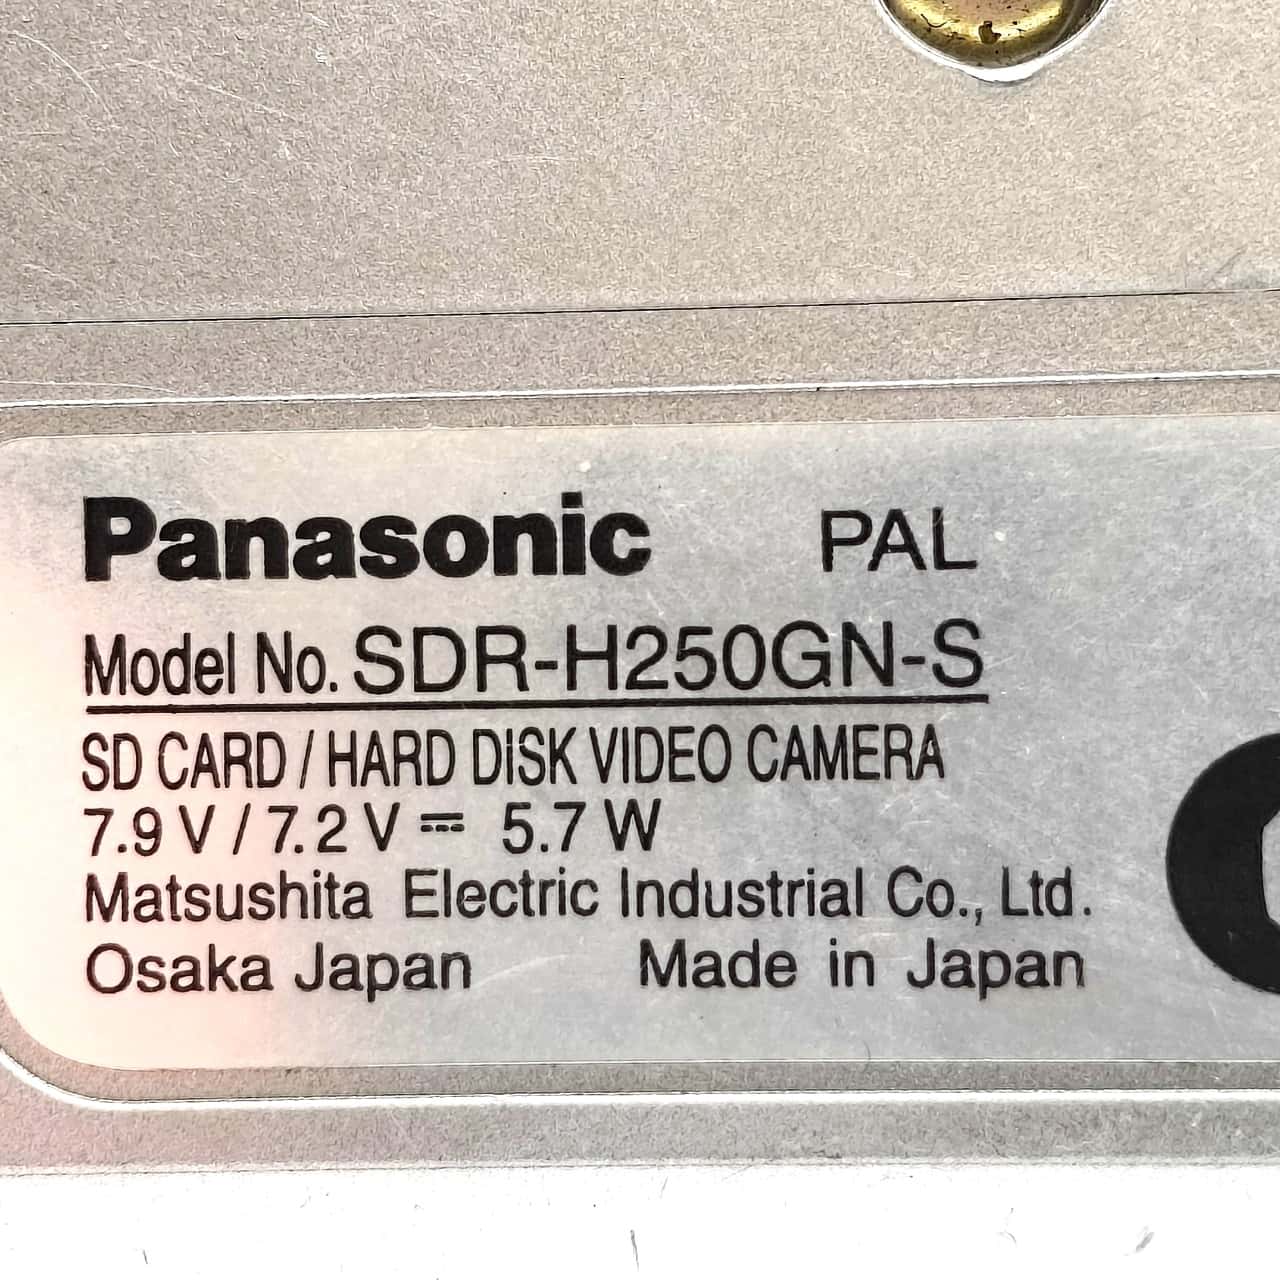 Panasonic PAL
Model No. SDR-H250GN-S
SD CARD / HARD DISK VIDEO CAMERA
7.9 V / 7.2 V ⎓ 5.7 W
Matsushita Electric Industrial Co., Ltd.
Osaka Japan Made in Japan